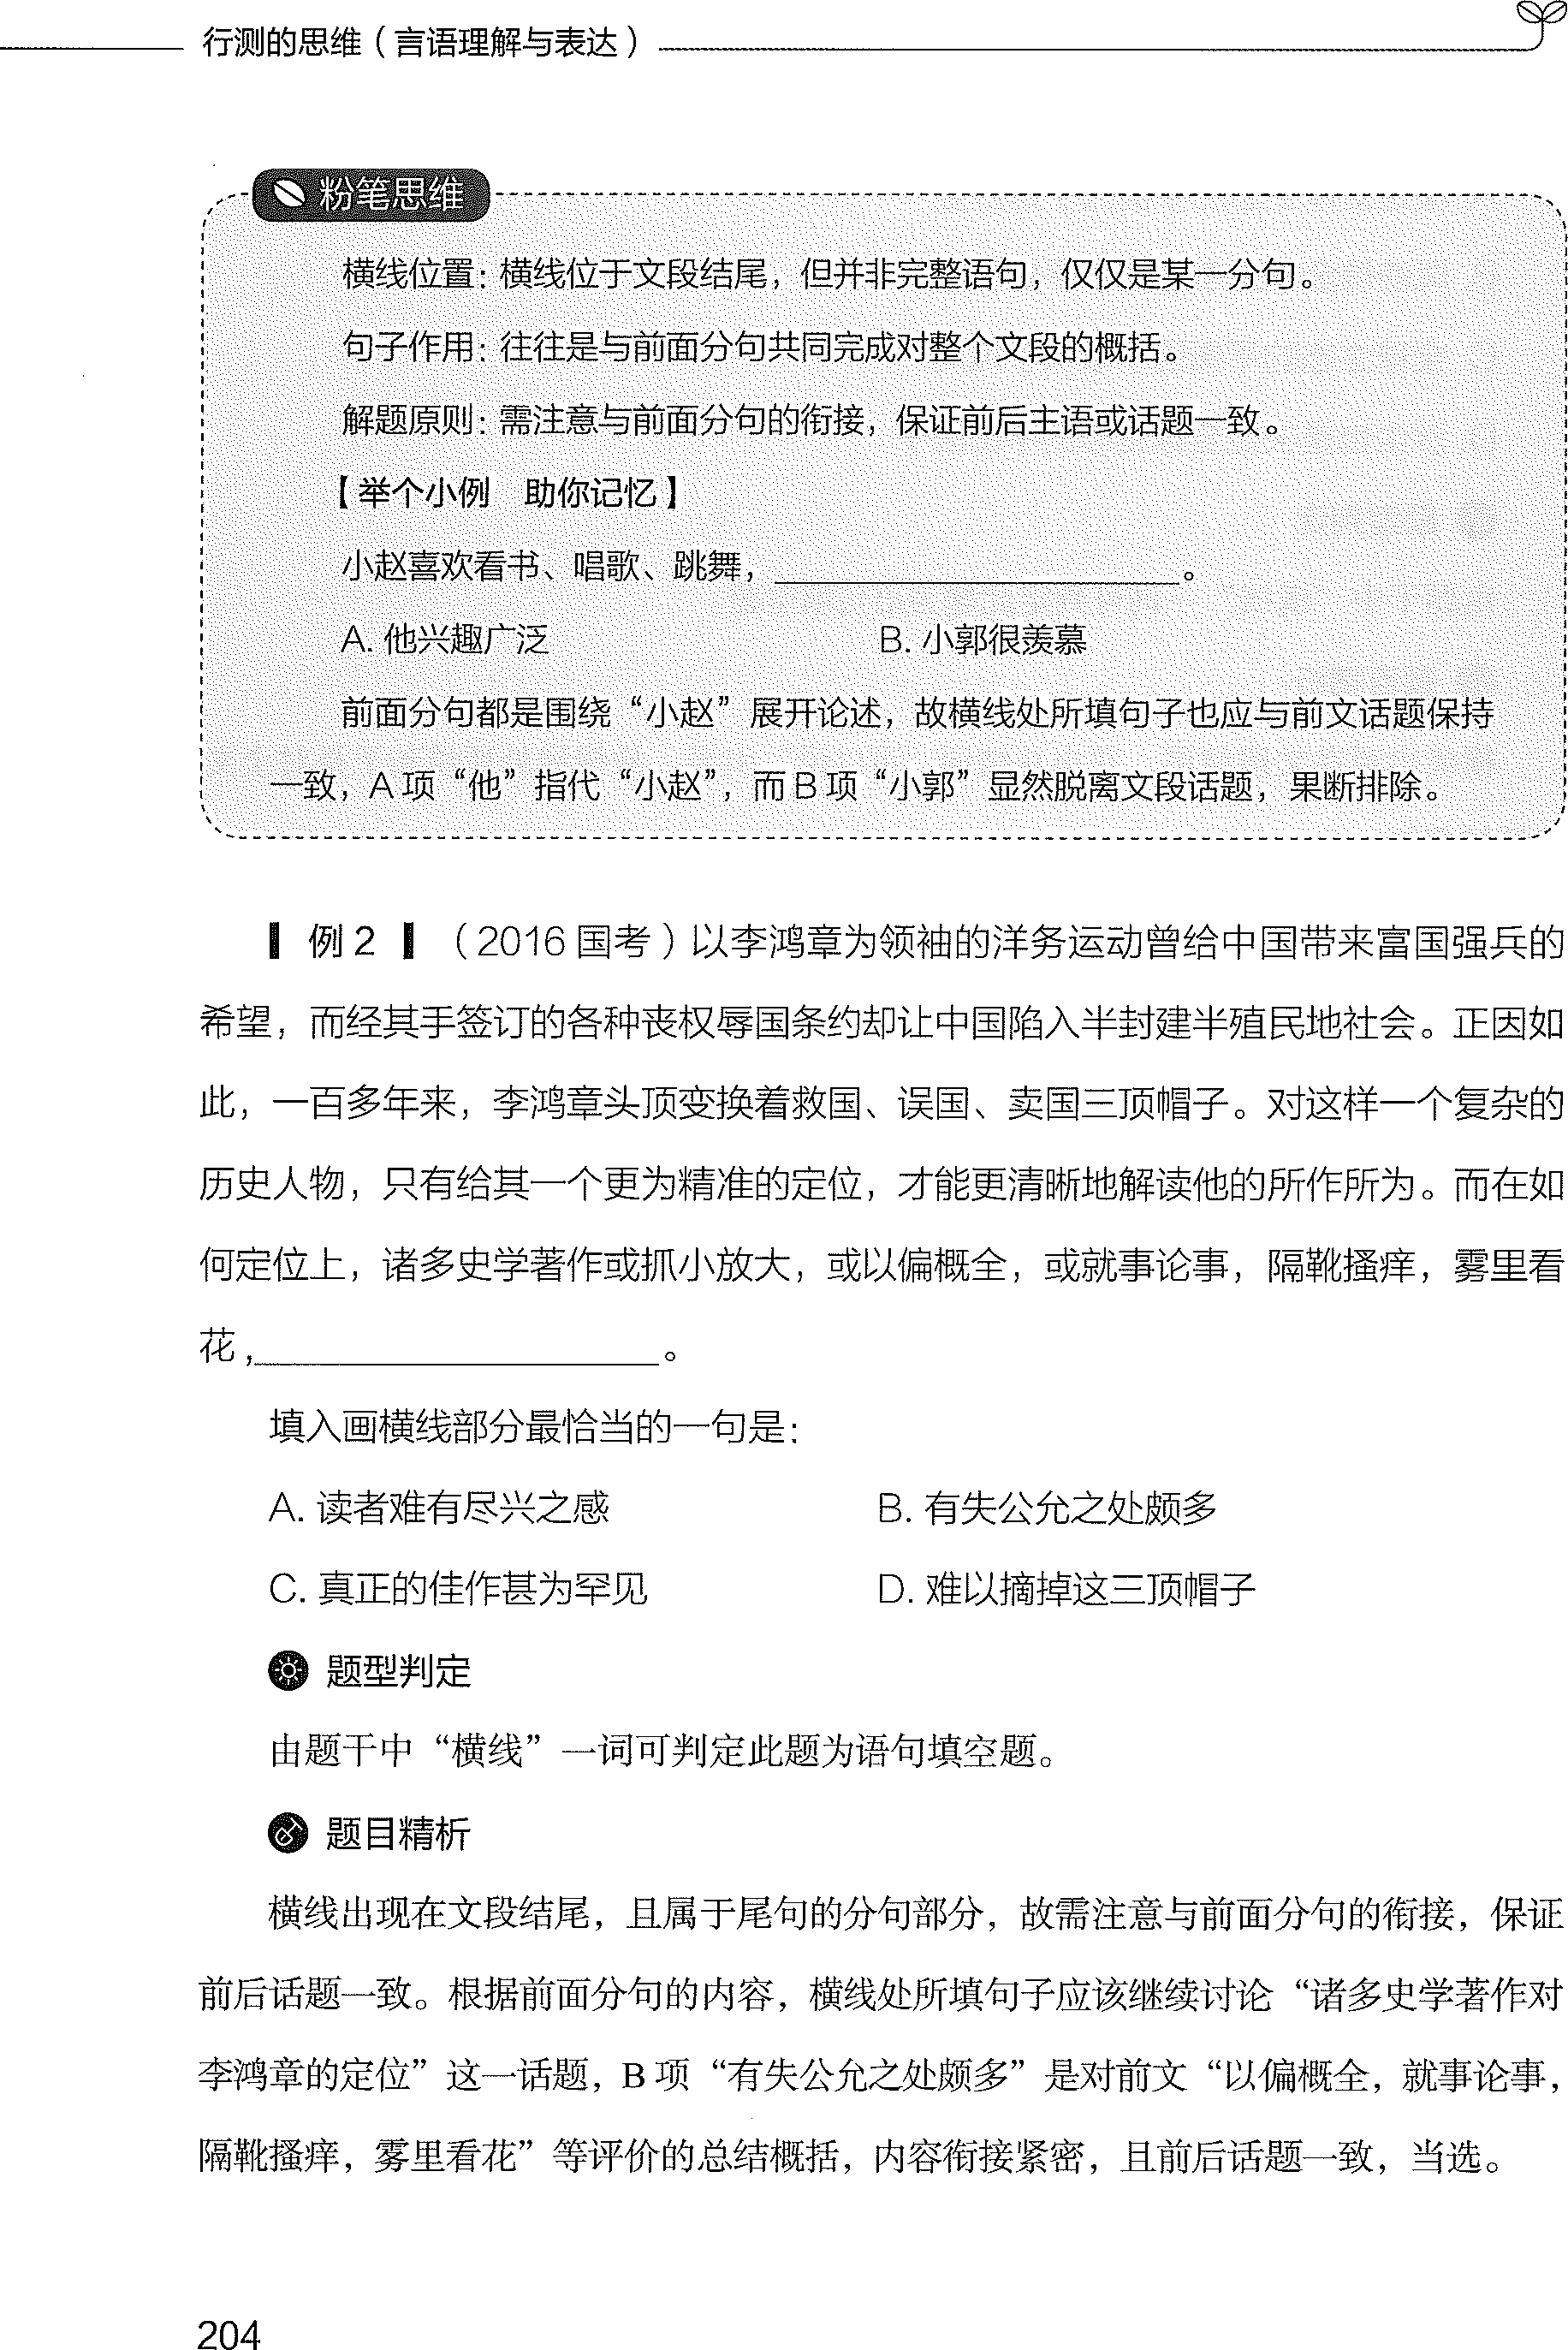 行测的思维（言语理解与表达）
粉笔思维
横线位置：横线位于文段结尾，但并非完整语句，仅仅是某一分句。
句子作用：往往是与前面分句共同完成对整个文段的概括。
解题原则：需注意与前面分句的衔接，保证前后主语或话题一致。
【举个小例　助你记忆】
小赵喜欢看书、唱歌、跳舞，____________。
A. 他兴趣广泛　　　B. 小郭很羡慕
前面分句都是围绕“小赵”展开论述，故横线处所填句子也应与前文话题保持
一致，A项“他”指代“小赵”，而B项“小郭”显然脱离文段话题，果断排除。
例2（2016国考）以李鸿章为领袖的洋务运动曾给中国带来富国强兵的
希望，而经其手签订的各种丧权辱国条约却让中国陷入半封建半殖民地社会。正因如
此，一百多年来，李鸿章头顶变换着救国、误国、卖国三顶帽子。对这样一个复杂的
历史人物，只有给其一个更为精准的定位，才能更清晰地解读他的所作所为。而在如
何定位上，诸多史学著作或抓小放大，或以偏概全，或就事论事，隔靴搔痒，雾里看
花，____________。
填入画横线部分最恰当的一句是：
A. 读者难有尽兴之感　　　B. 有失公允之处颇多
C. 真正的佳作甚为罕见　　　D. 难以摘掉这三顶帽子
题型判定
由题干中“横线”一词可判定此题为语句填空题。
题目精析
横线出现在文段结尾，且属于尾句的分句部分，故需注意与前面分句的衔接，保证
前后话题一致。根据前面分句的内容，横线处所填句子应该继续讨论“诸多史学著作对
李鸿章的定位”这一话题，B项“有失公允之处颇多”是对前文“以偏概全，就事论事，
隔靴搔痒，雾里看花”等评价的总结概括，内容衔接紧密，且前后话题一致，当选。
204